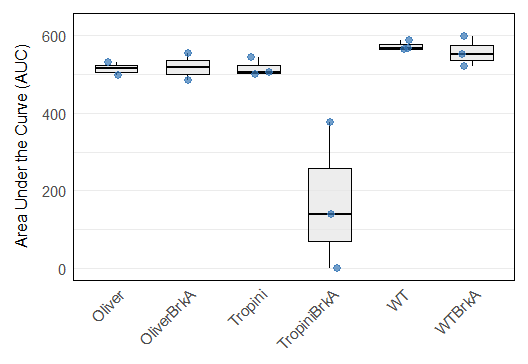 Area Under the Curve (AUC)
600
400
200
0
Oliver
OliverBrkA
Tropini
TropiniBrkA
WT
WTBrkA